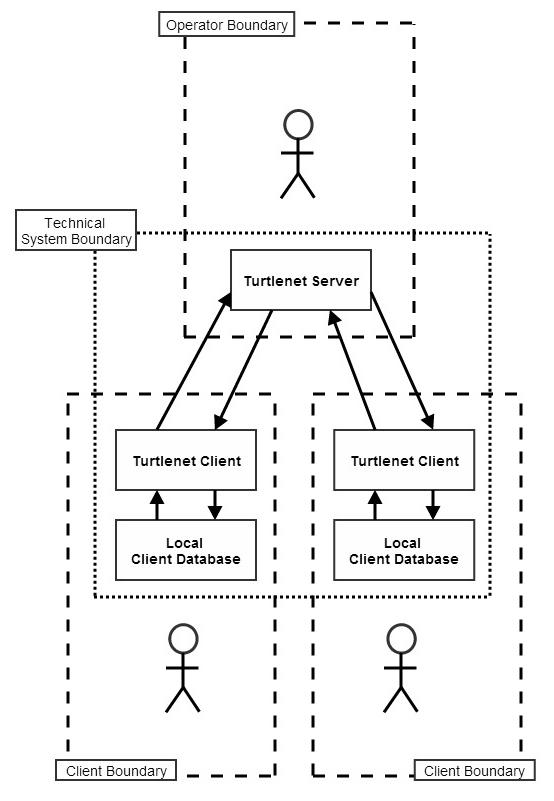 Operator Boundary
Technical
System Boundary
Turtlenet Server
Turtlenet Client
Turtlenet Client
Local
Client Database
Local
Client Database
Client Boundary
Client Boundary